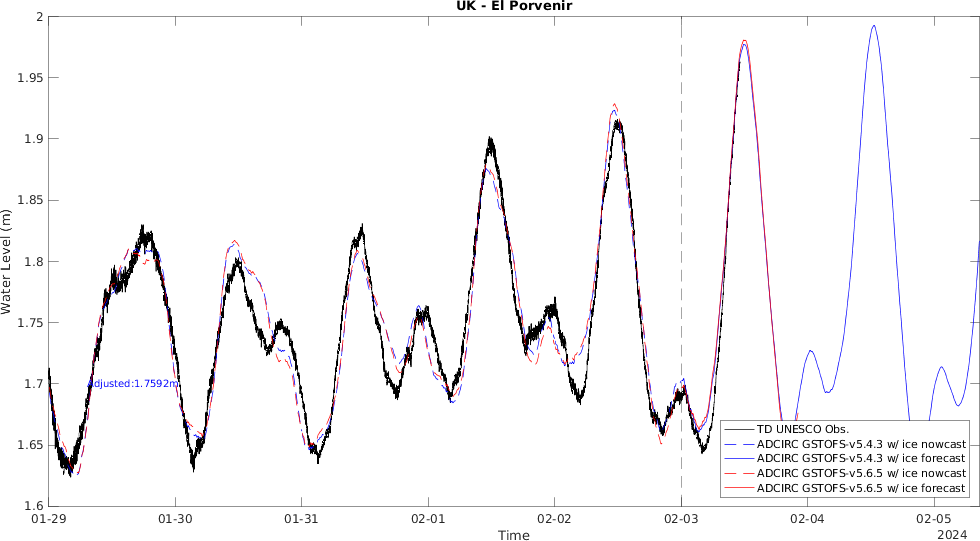 UK - El Porvenir
2
1.95
1.9
1.85
1.8
1.75
1.7
1.65
1.6
Water Level (m)
Adjusted:1.7592m
TD UNESCO Obs.
ADCIRC GSTOFS-v5.4.3 w/ ice nowcast
ADCIRC GSTOFS-v5.4.3 w/ ice forecast
ADCIRC GSTOFS-v5.6.5 w/ ice nowcast
ADCIRC GSTOFS-v5.6.5 w/ ice forecast
01-29 01-30 01-31 02-01 02-02 02-03 02-04 02-05
Time 2024